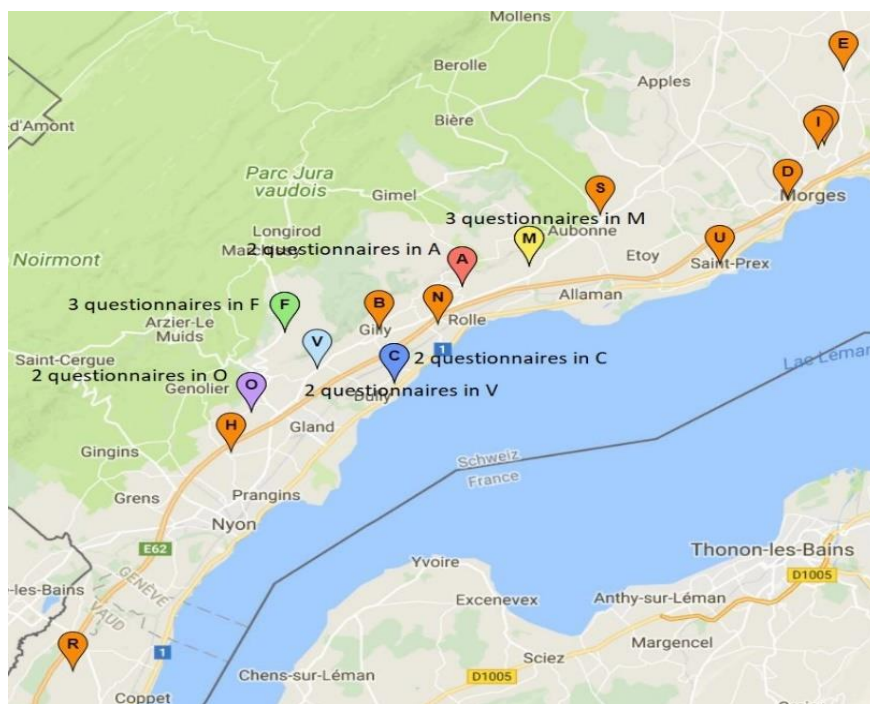 Mollens
E
Berolle
Apples
d'Amont
Bière
I
Parc Jura
vaudois
D
Morges
Gimel
S
3 questionnaires in M
Longirod
Aubonne
M
U
2 questionnaires in A
Etoy
Saint-Prex
Noirmont
A
Allaman
3 questionnaires in F
F
B
N
Arzier-Le
Muids
Gilly
Rolle
V
1
Saint-Cergue
C
2 questionnaires in C
Lac Léman
2 questionnaires in O
Genolier
O
2 questionnaires in V
Dully
H
Gland
Gingins
Schweiz
France
Grens
Prangins
Nyon
E62
Thonon-les-Bains
Yvoire
D1005
GENÈVE
VAUD
-les-Bains
Excenevex
Anthy-sur-Léman
R
1
Sciez
Margencel
Chens-sur-Léman
D1005
Coppet